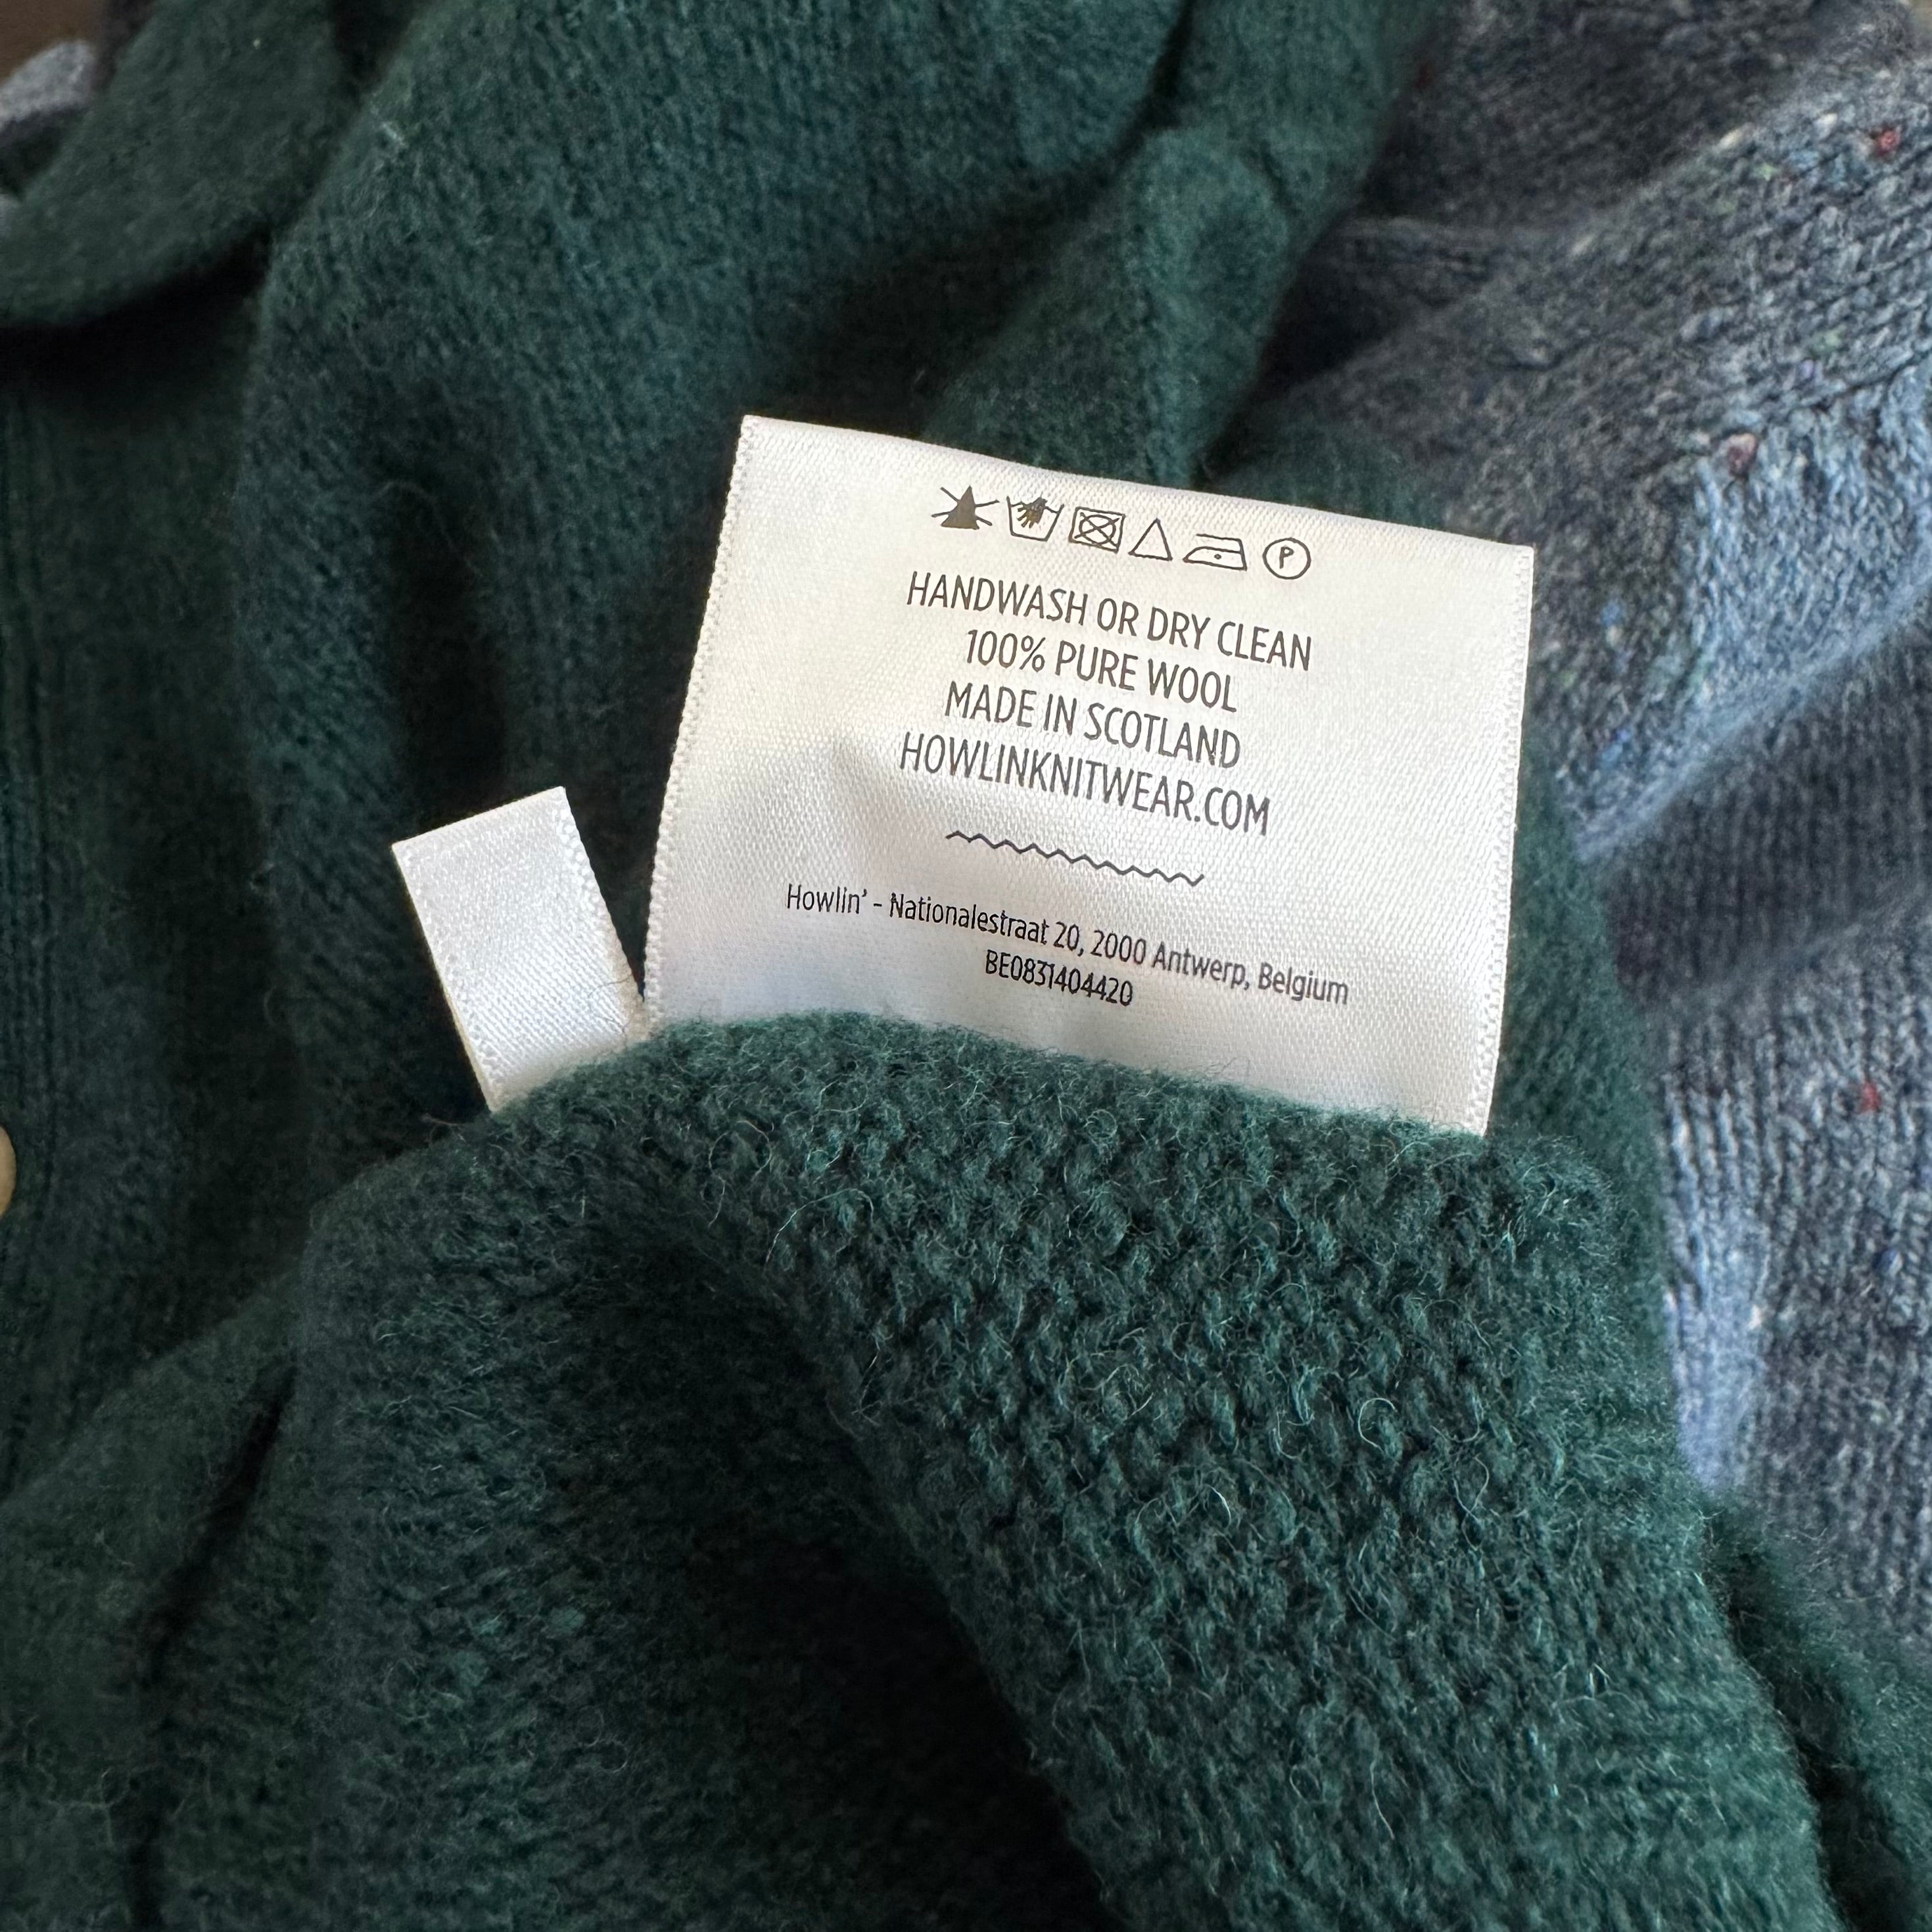 P
HANDWASH OR DRY CLEAN
100% PURE WOOL
MADE IN SCOTLAND
HOWLINKNITWEAR.COM
Howlin' - Nationalestraat 20, 2000 Antwerp, Belgium
BE0831404420